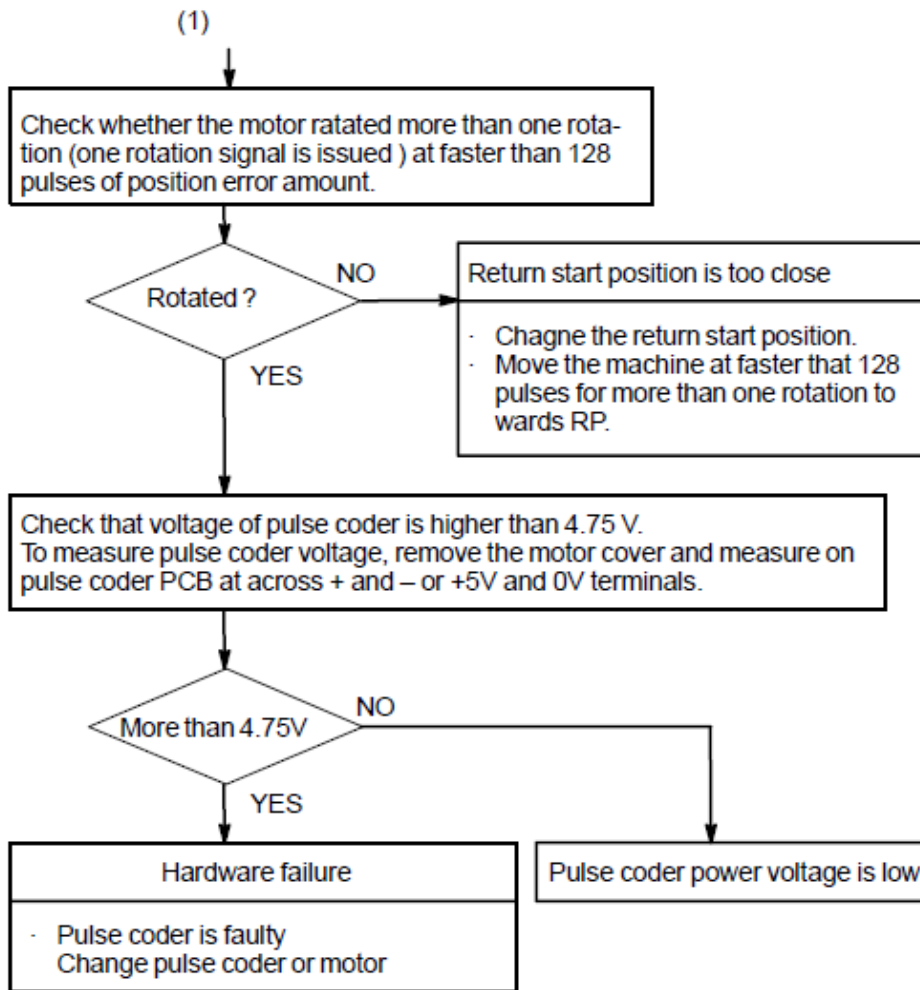 (1)
Check whether the motor ratated more than one rota-
tion (one rotation signal is issued ) at faster than 128
pulses of position error amount.
Rotated ?
NO
Return start position is too close
· Chagne the return start position.
· Move the machine at faster that 128
pulses for more than one rotation to
wards RP.
YES
Check that voltage of pulse coder is higher than 4.75 V.
To measure pulse coder voltage, remove the motor cover and measure on
pulse coder PCB at across + and – or +5V and 0V terminals.
More than 4.75V
NO
YES
Hardware failure
Pulse coder power voltage is low
· Pulse coder is faulty
Change pulse coder or motor